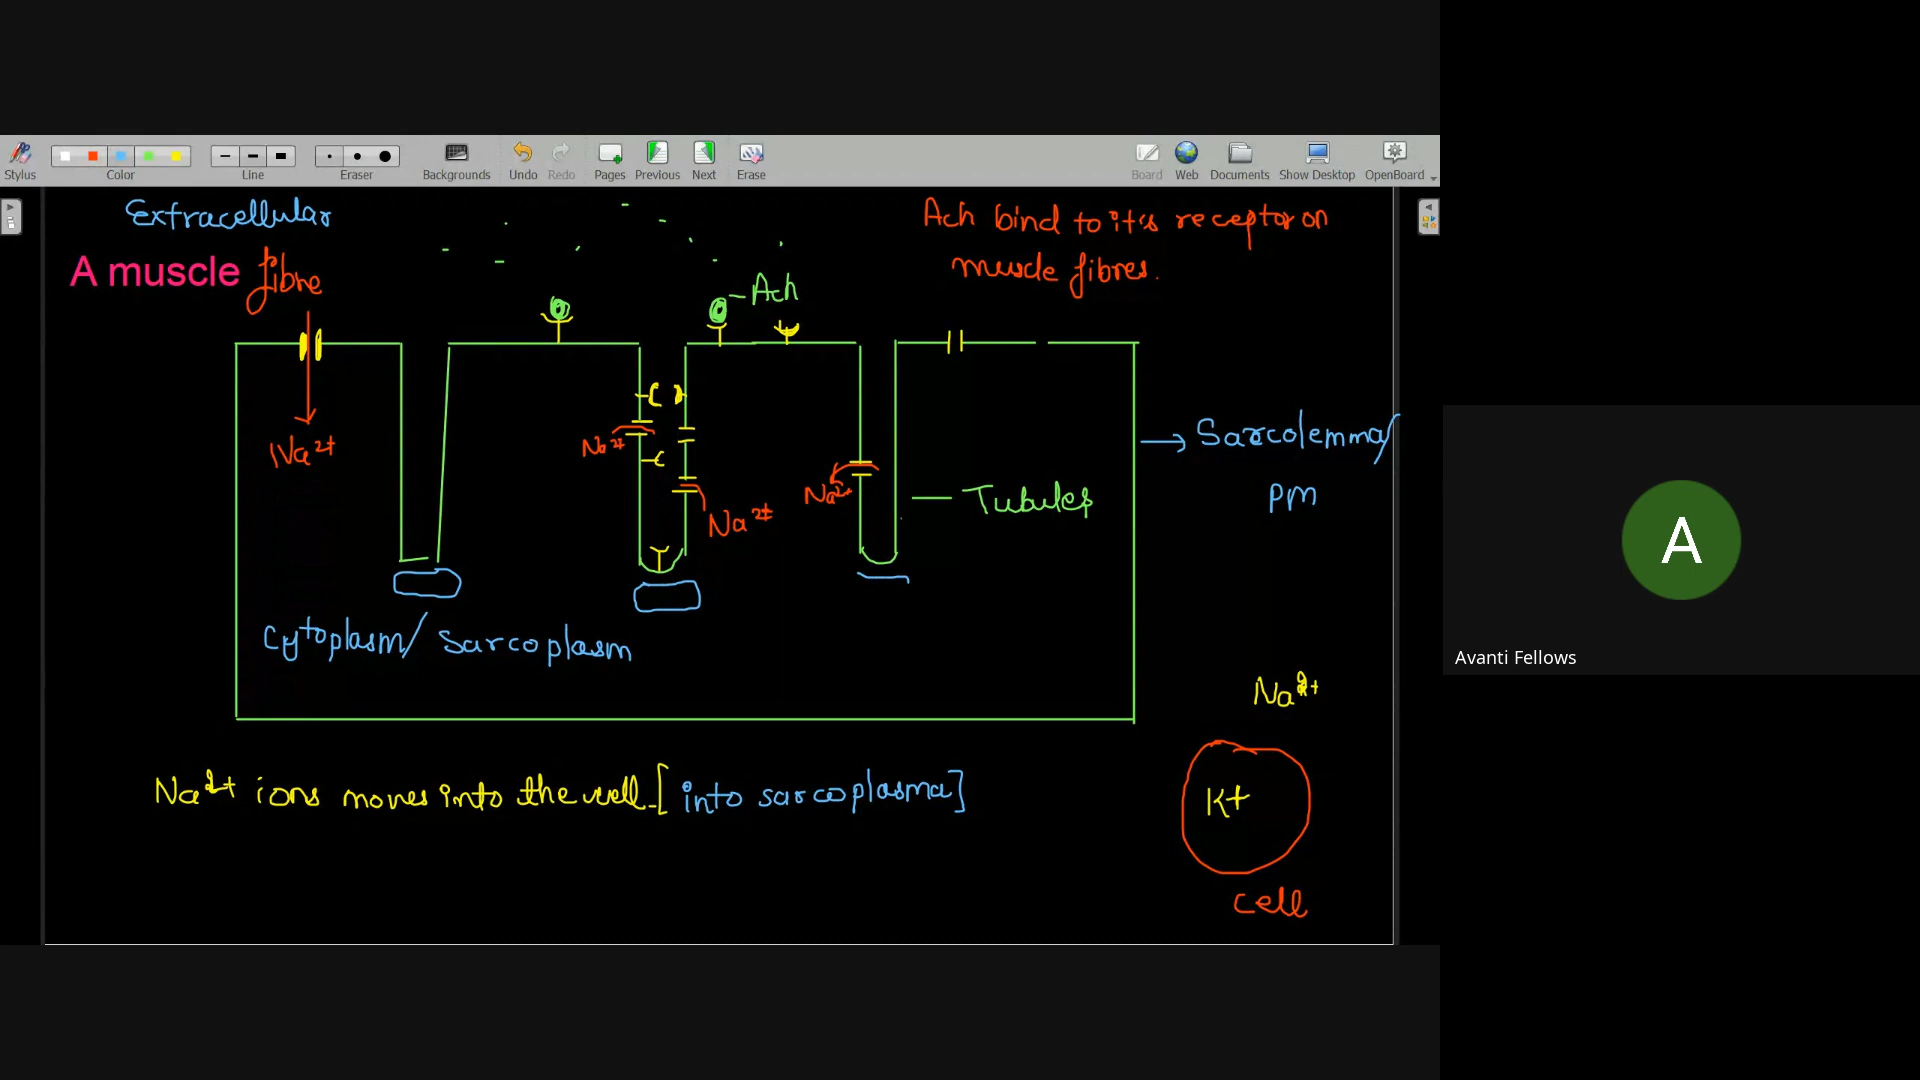 Stylus
Color
Line
Eraser
Backgrounds
Undo
Redo
Pages
Previous
Next
Erase
Board
Web
Documents
Show Desktop
OpenBoard
Extracellular
Ach bind to it's receptor on
muscle fibres.
A muscle fibre
Ach
Na²⁺
Na²⁺
Na²⁺
Na²⁺
Sarcolemma/
PM
Tubules
Cytoplasm/ Sarcoplasm
Na²⁺
K+
cell
Na²⁺ ions moves into the cell. [into sarcoplasma]
A
Avanti Fellows